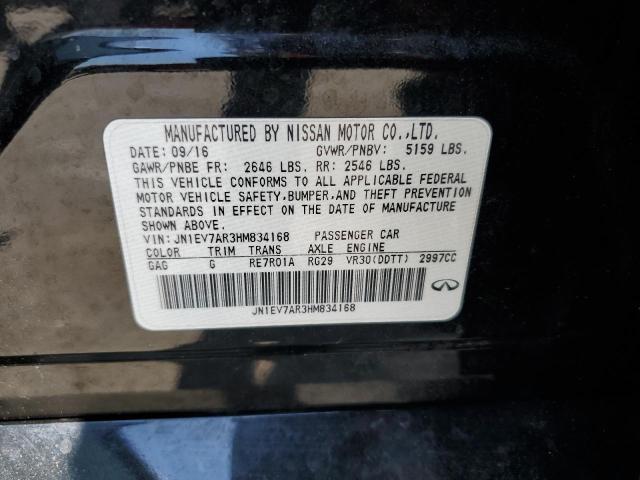 MANUFACTURED BY NISSAN MOTOR CO.,LTD.
DATE: 09/16 GVWR/PNBV: 5159 LBS.
GAWR/PNBE FR: 2646 LBS. RR: 2546 LBS.
THIS VEHICLE CONFORMS TO ALL APPLICABLE FEDERAL
MOTOR VEHICLE SAFETY,BUMPER,AND THEFT PREVENTION
STANDARDS IN EFFECT ON THE DATE OF MANUFACTURE
SHOWN ABOVE.
VIN: JN1EV7AR3HM834168 PASSENGER CAR
COLOR TRIM TRANS AXLE ENGINE
GAG G RE7R01A RG29 VR30(DDTT) 2997CC
JN1EV7AR3HM834168